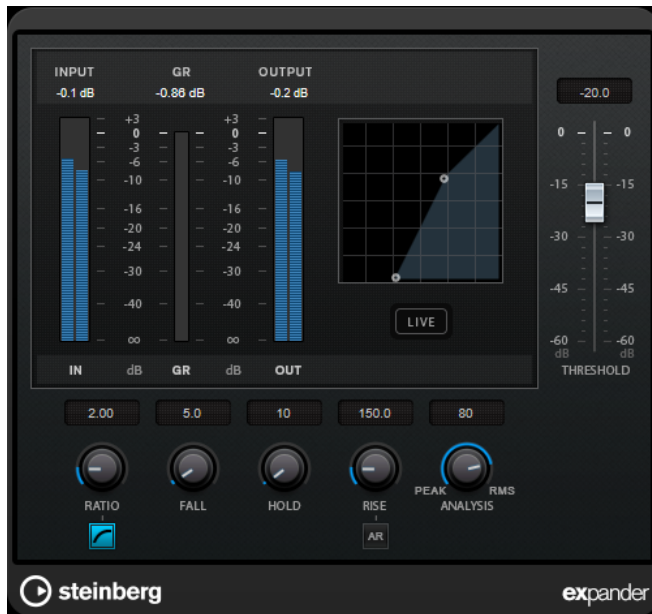 INPUT GR OUTPUT
-0.1 dB -0.86 dB -0.2 dB
-20.0
+3 +3
0 0
-3 -3
-6 -6
-10 -10
-16 -16
-20 -20
-24 -24
-30 -30
-40 -40
∞ ∞
IN dB GR dB OUT
LIVE
0 0
-15 -15
-30 -30
-45 -45
-60 -60
dB dB
THRESHOLD
2.00 5.0 10 150.0 80
PEAK RMS
RATIO FALL HOLD RISE ANALYSIS
AR
steinberg expander